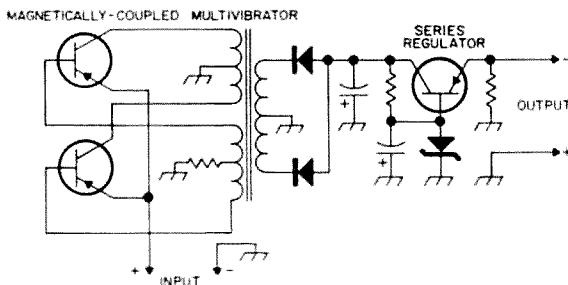 MAGNETICALLY-COUPLED MULTIVIBRATOR
SERIES
REGULATOR
-
OUTPUT
+
+
+
+ INPUT -